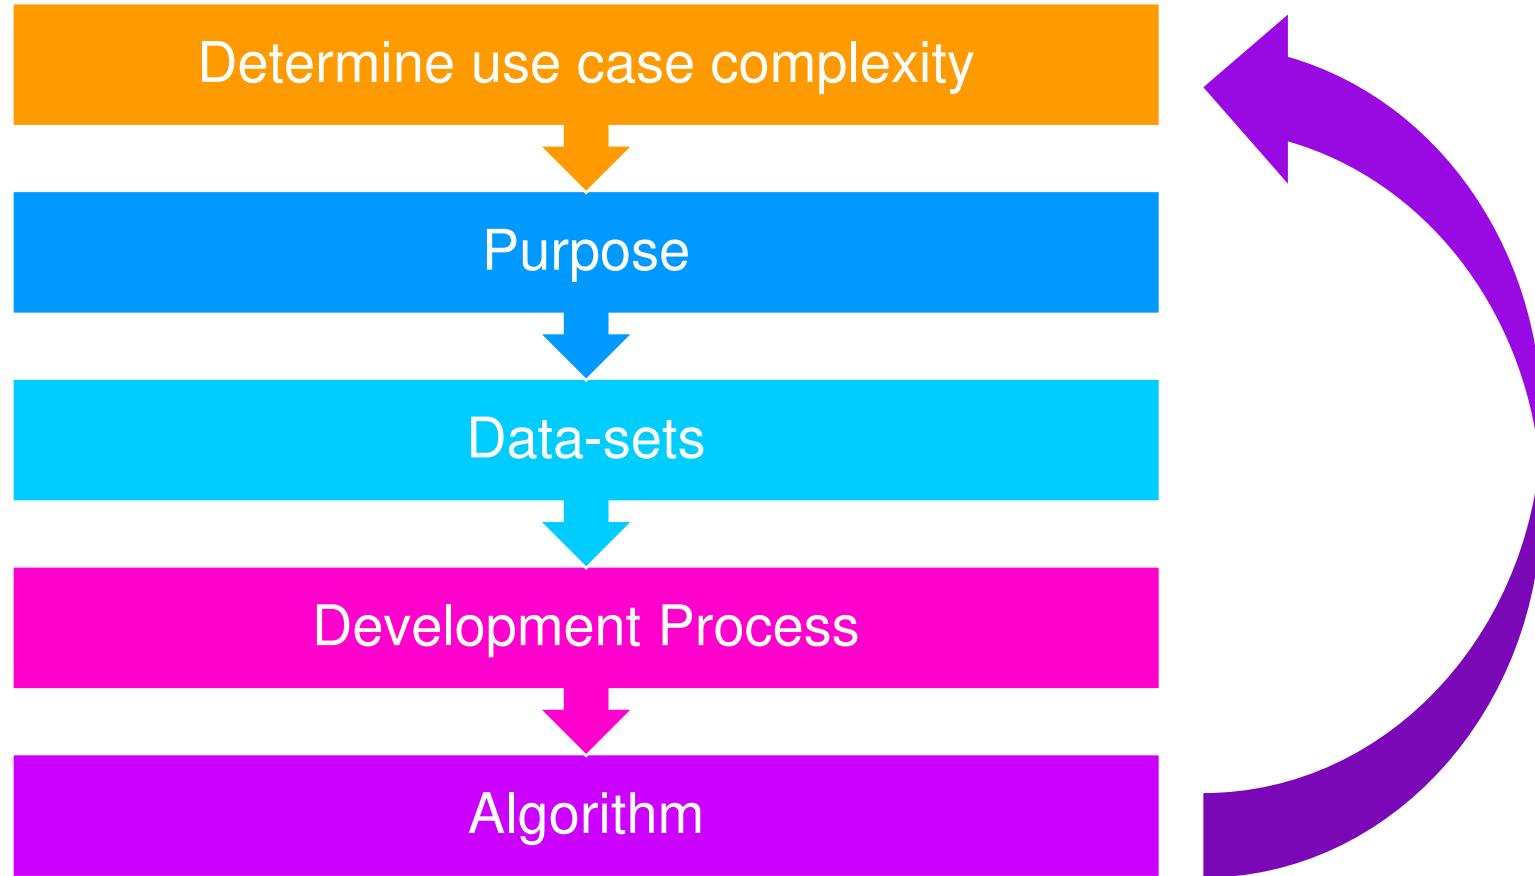 Determine use case complexity
Purpose
Data-sets
Development Process
Algorithm